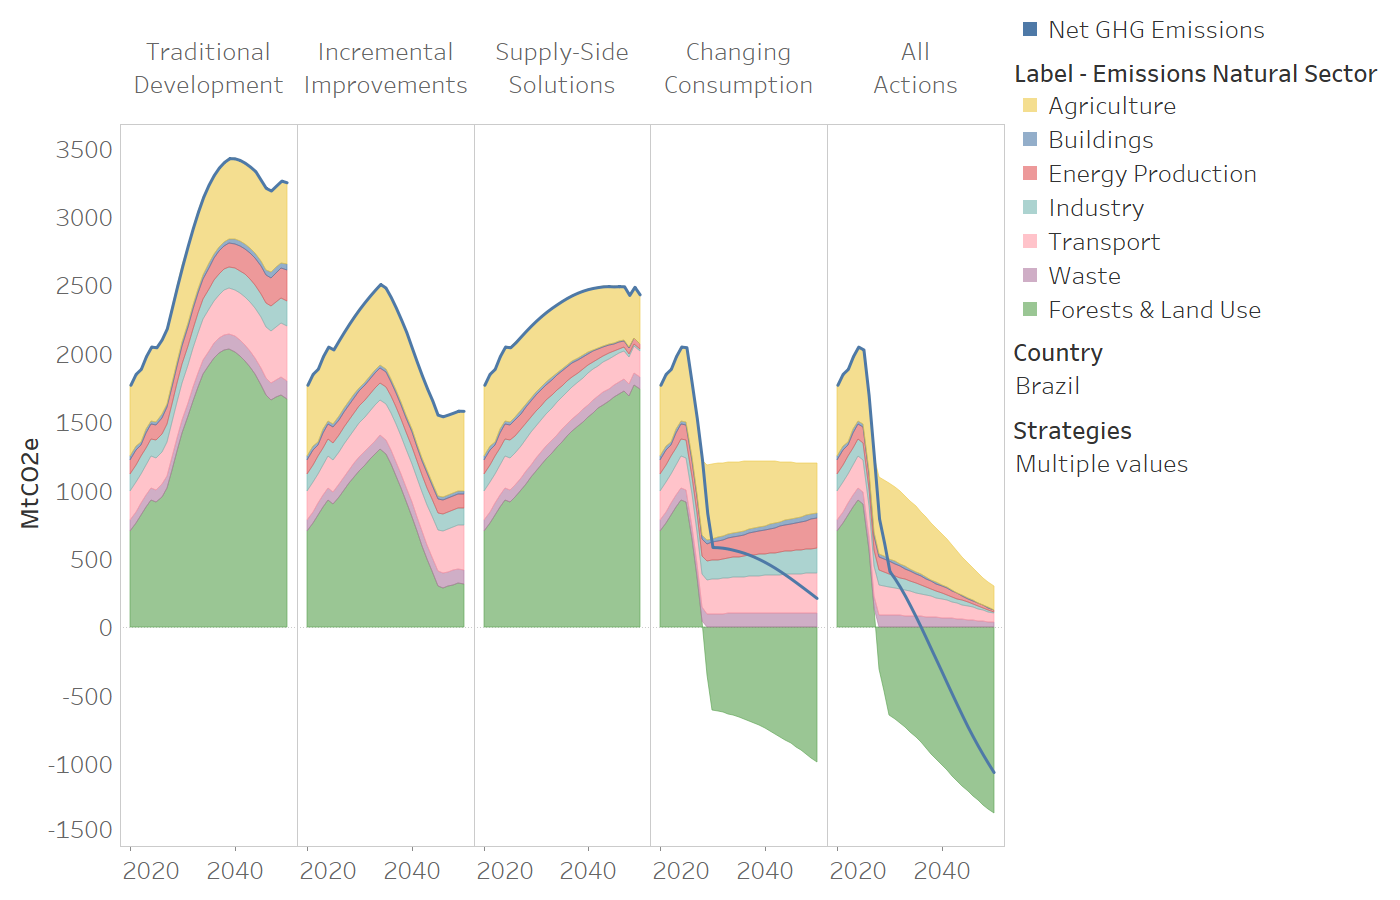 Traditional Development
Incremental Improvements
Supply-Side Solutions
Changing Consumption
All Actions
3500
3000
2500
2000
1500
1000
500
0
-500
-1000
-1500
MtCO2e
2020 2040
2020 2040
2020 2040
2020 2040
2020 2040
Net GHG Emissions
Label - Emissions Natural Sector
Agriculture
Buildings
Energy Production
Industry
Transport
Waste
Forests & Land Use
Country
Brazil
Strategies
Multiple values